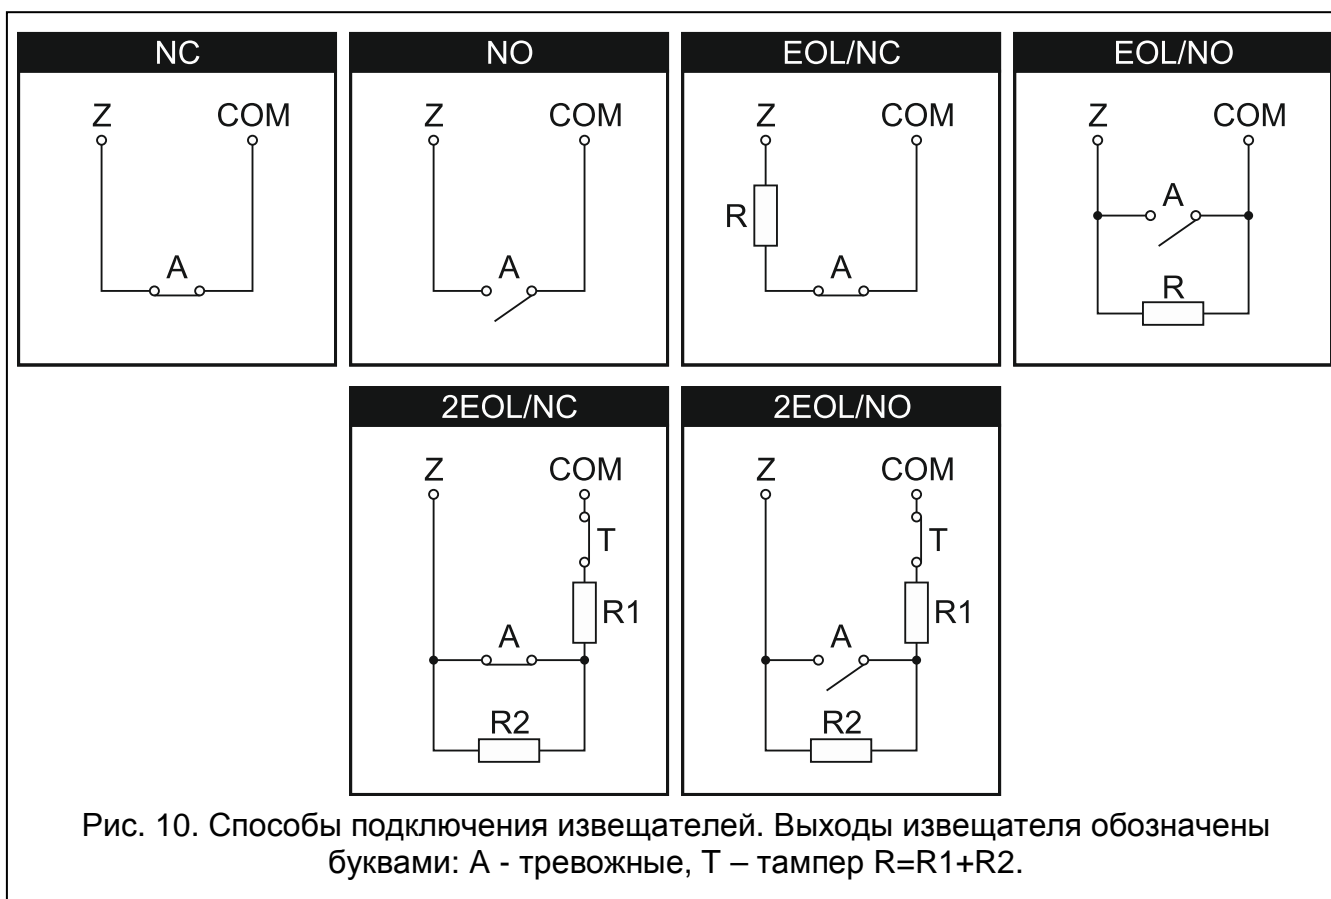 NC
NO
EOL/NC
EOL/NO
Z COM
Z COM
Z COM
Z COM
A
A
R
A
A
R
2EOL/NC
2EOL/NO
Z COM
Z COM
T
T
R1
R1
A
A
R2
R2
Рис. 10. Способы подключения извещателей. Выходы извещателя обозначены
буквами: А - тревожные, Т – тампер R=R1+R2.